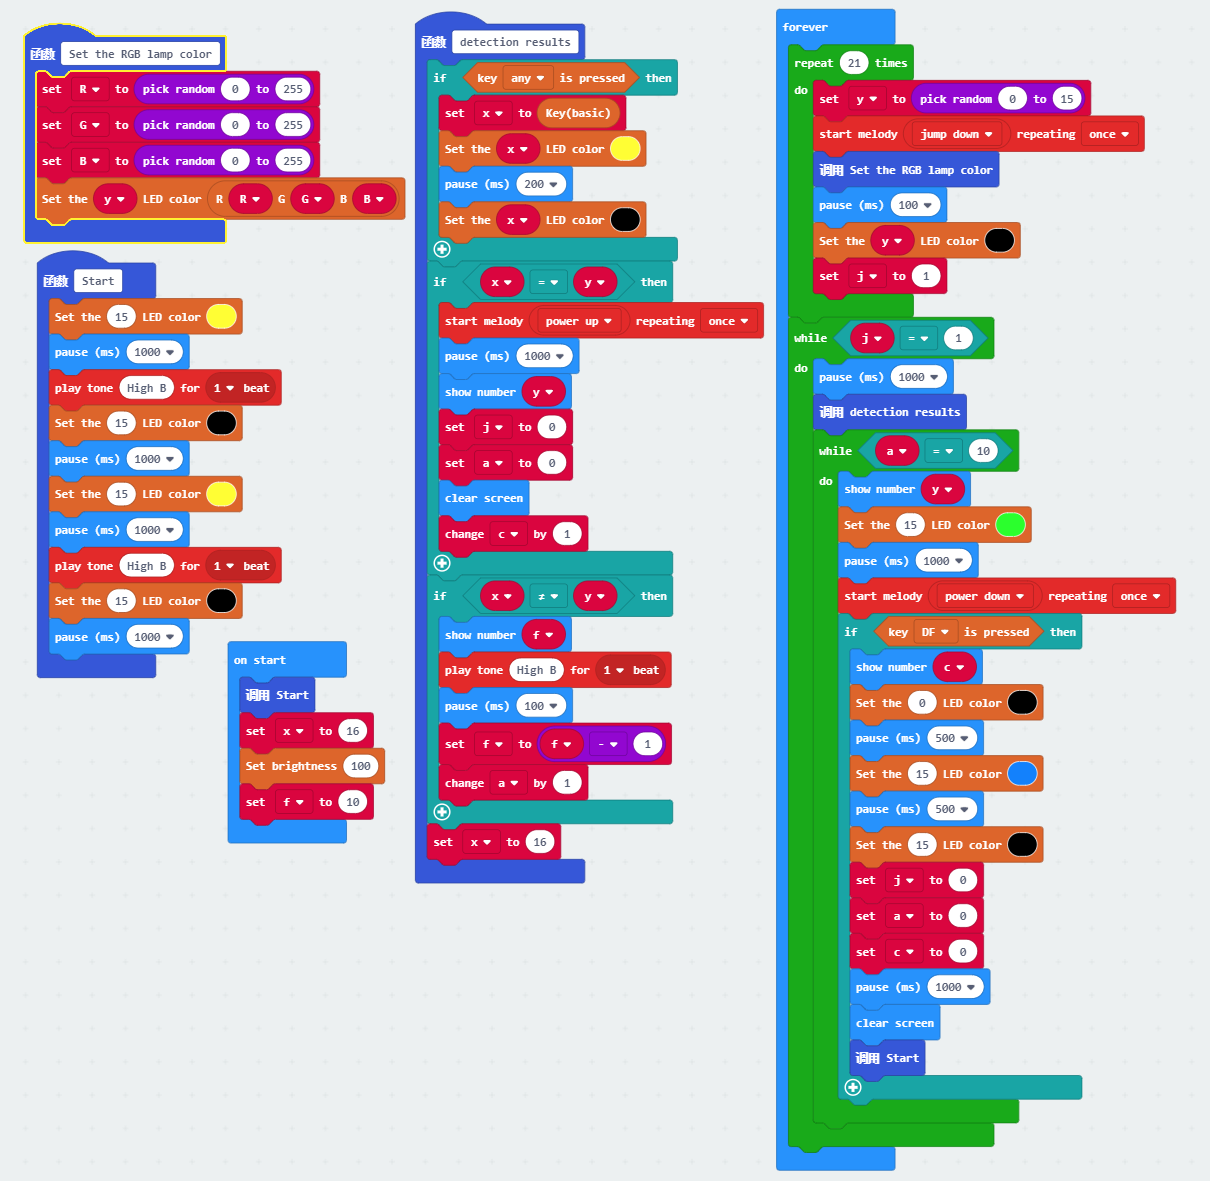 函数 Set the RGB lamp color
set R to pick random 0 to 255
set G to pick random 0 to 255
set B to pick random 0 to 255
Set the y LED color R R G G B B
函数 Start
Set the 15 LED color
pause (ms) 1000
play tone High B for 1 beat
Set the 15 LED color
pause (ms) 1000
Set the 15 LED color
pause (ms) 1000
play tone High B for 1 beat
Set the 15 LED color
pause (ms) 1000
on start
调用 Start
set x to 16
Set brightness 100
set f to 10
函数 detection results
if key any is pressed then
set x to Key(basic)
Set the x LED color
pause (ms) 200
Set the x LED color
if x = y then
start melody power up repeating once
pause (ms) 1000
show number y
set j to 0
set a to 0
clear screen
change c by 1
if x ≠ y then
show number f
play tone High B for 1 beat
pause (ms) 100
set f to f - 1
change a by 1
set x to 16
forever
repeat 21 times
do
set y to pick random 0 to 15
start melody jump down repeating once
调用 Set the RGB lamp color
pause (ms) 100
Set the y LED color
set j to 1
while j = 1
do
pause (ms) 1000
调用 detection results
while a = 10
do
show number y
Set the 15 LED color
pause (ms) 1000
start melody power down repeating once
if key DF is pressed then
show number c
Set the 0 LED color
pause (ms) 500
Set the 15 LED color
pause (ms) 500
Set the 15 LED color
set j to 0
set a to 0
set c to 0
pause (ms) 1000
clear screen
调用 Start